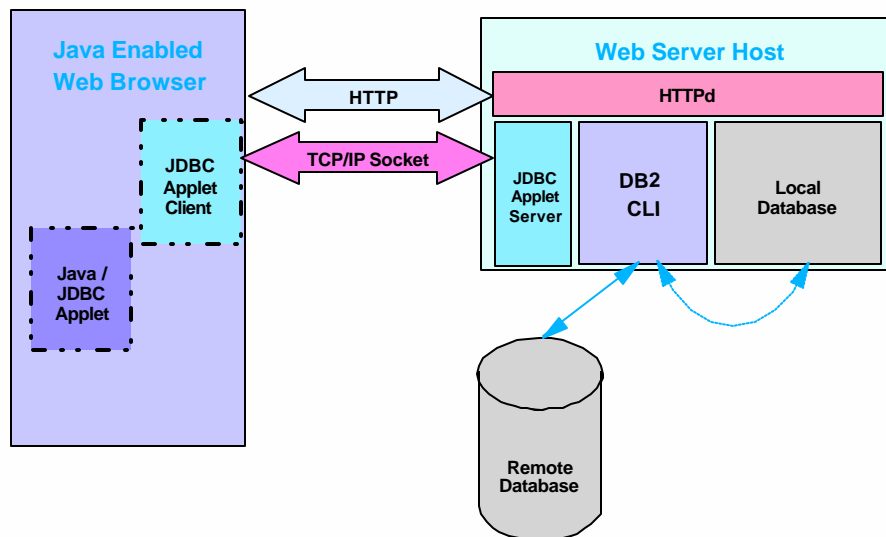 Java Enabled
Web Browser
JDBC
Applet
Client
Java /
JDBC
Applet
HTTP
TCP/IP Socket
Web Server Host
HTTPd
JDBC
Applet
Server
DB2
CLI
Local
Database
Remote
Database